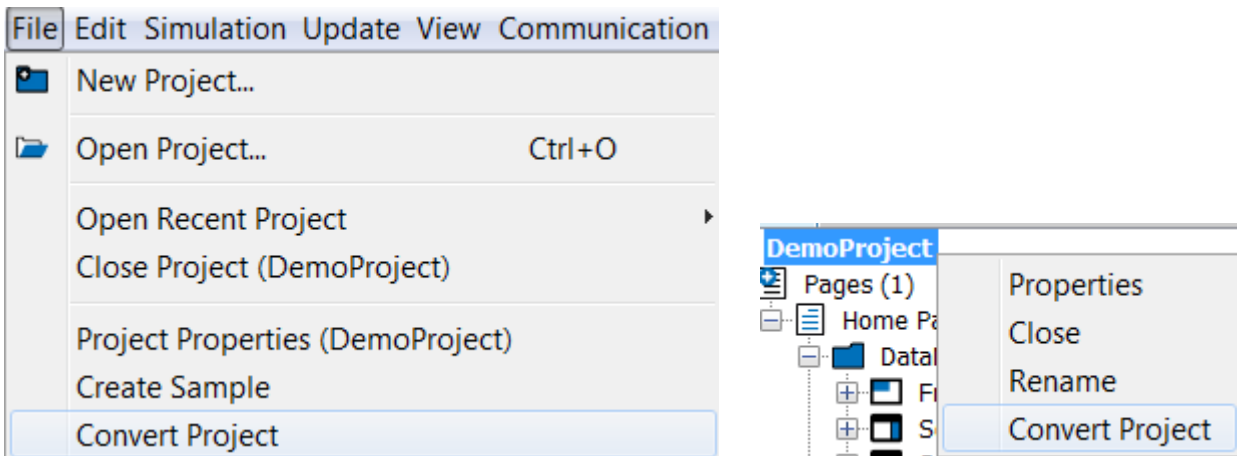 File Edit Simulation Update View Communication
New Project...
Open Project... Ctrl+O
Open Recent Project
Close Project (DemoProject)
Project Properties (DemoProject)
Create Sample
Convert Project
DemoProject
Pages (1)
Home
Properties
Close
Rename
Convert Project